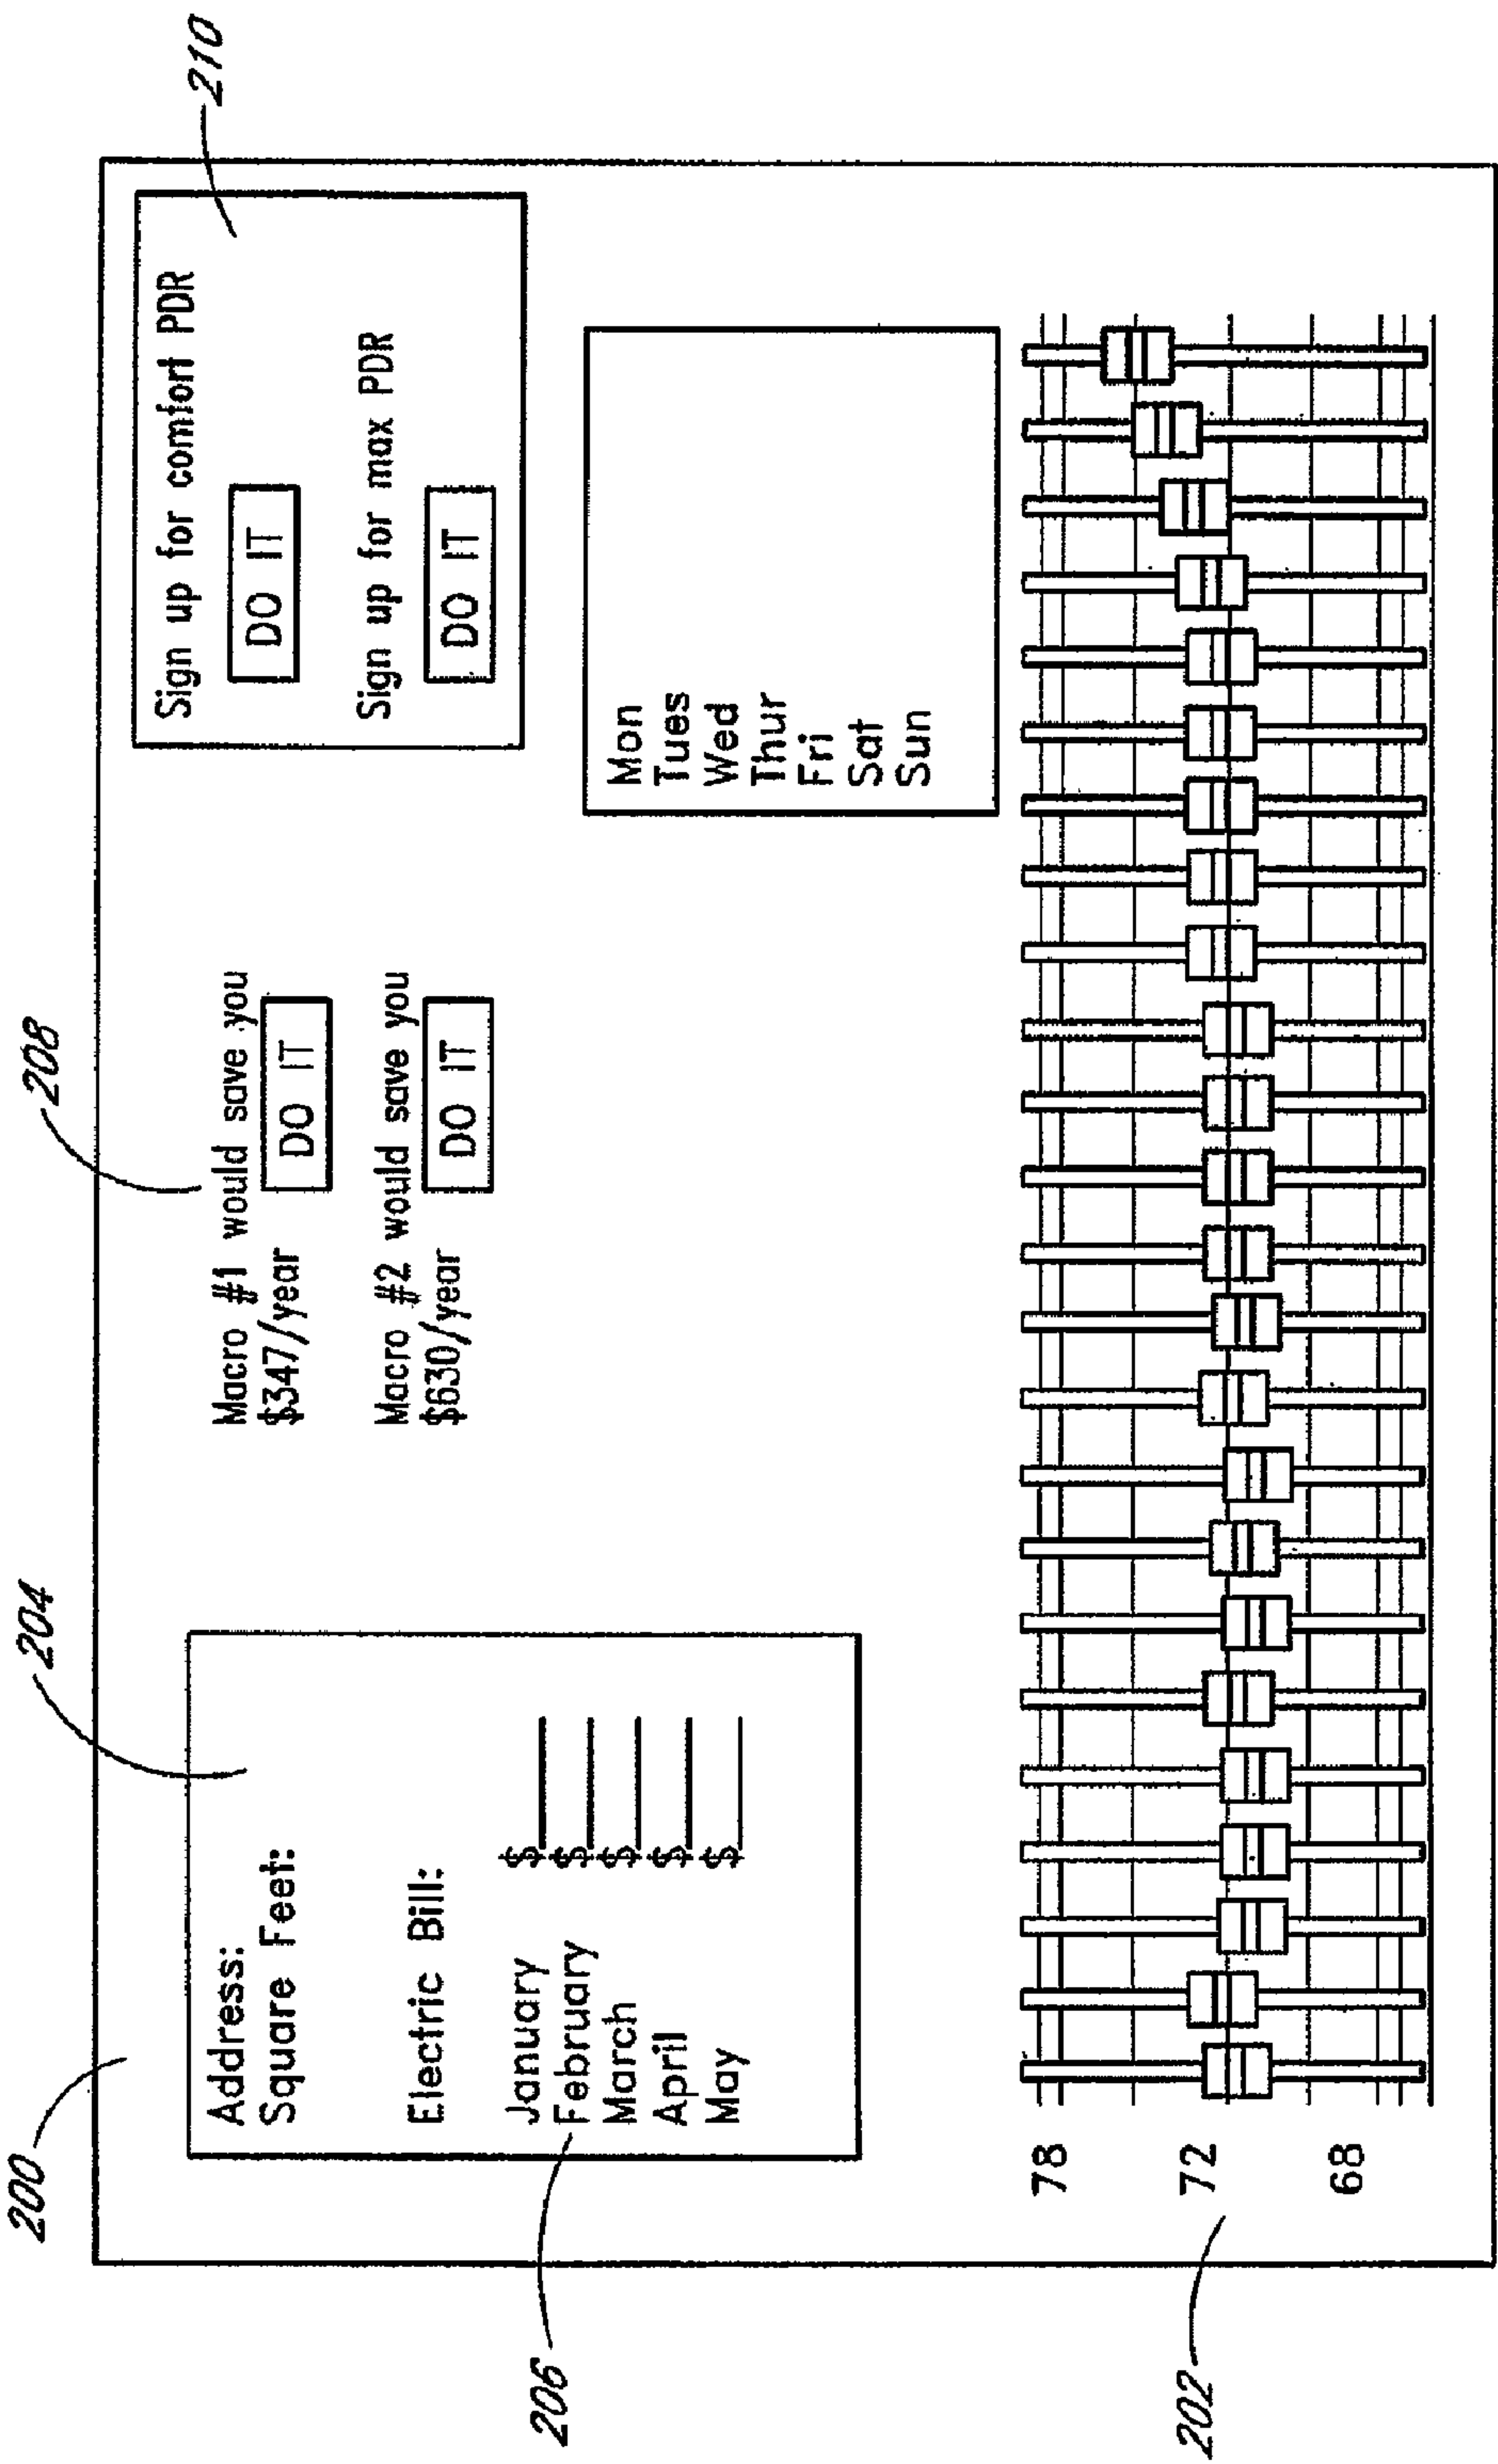 200
204
208
210
Address:
Square Feet:
Electric Bill:
January $
February $
March $
April $
May $
206
Macro #1 would save you
$347/year
DO IT
Macro #2 would save you
$630/year
DO IT
Sign up for comfort PDR
DO IT
Sign up for max PDR
DO IT
Mon
Tues
Wed
Thur
Fri
Sat
Sun
78
72
68
202